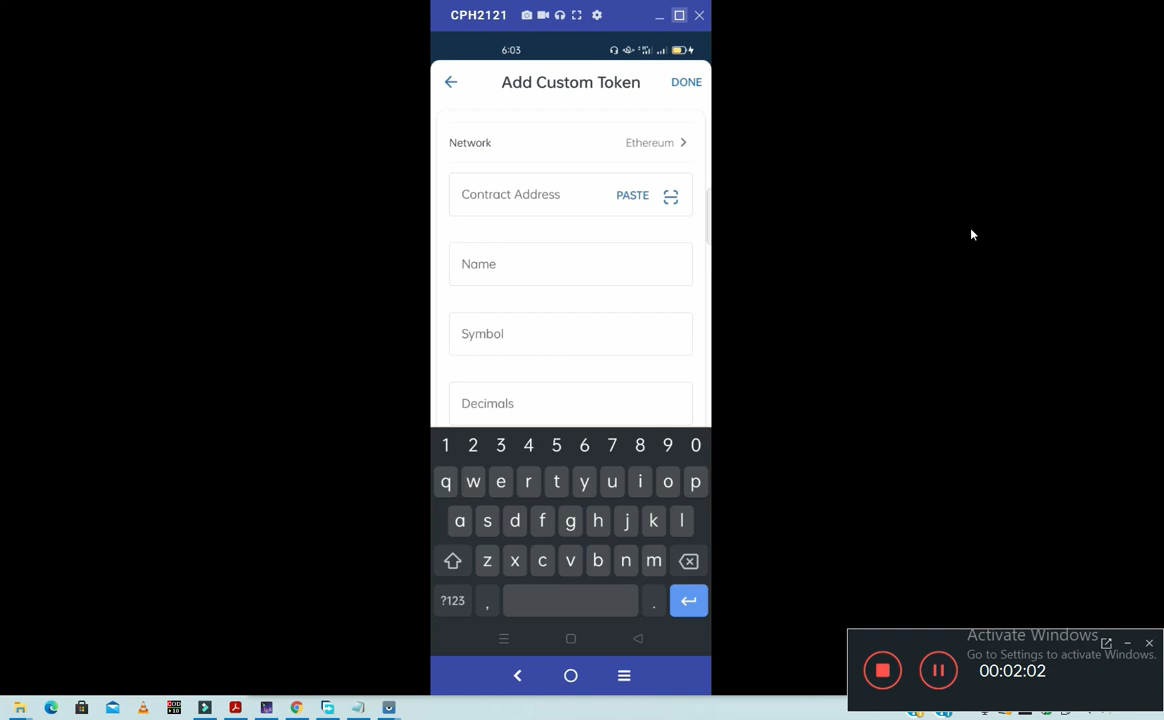 CPH2121
6:03
Add Custom Token
DONE
Network
Ethereum
Contract Address
PASTE
Name
Symbol
Decimals
1 2 3 4 5 6 7 8 9 0
q w e r t y u i o p
a s d f g h j k l
z x c v b n m
?123 , .
Activate Windows
Go to Settings to activate Windows.
00:02:02